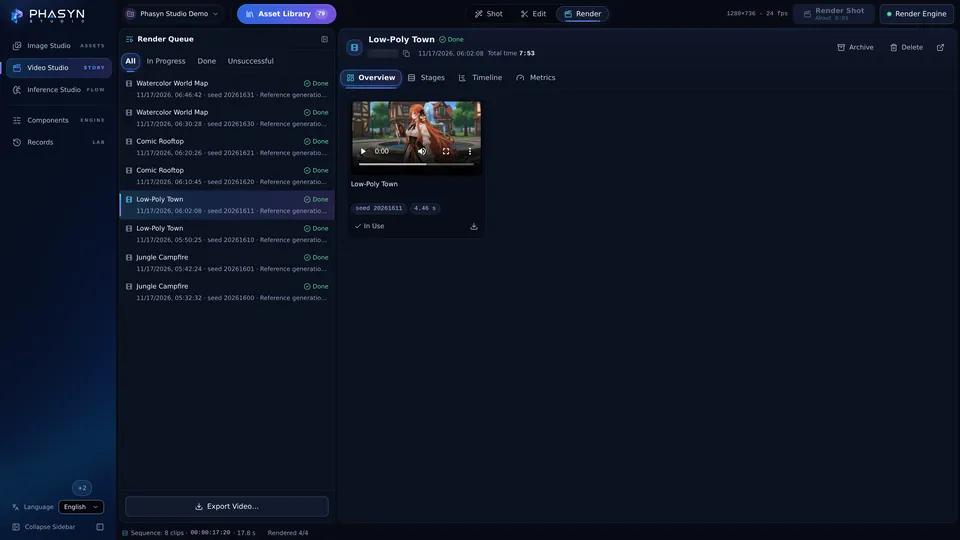 PHASYN
STUDIO
Phasyn Studio Demo
Asset Library 79
Shot
Edit
Render
1280×736 · 24 fps
Render Shot
About 8:05
Render Engine
Image Studio ASSETS
Video Studio STORY
Inference Studio FLOW
Components ENGINE
Records LAB
+2
Language English
Collapse Sidebar
Render Queue
All In Progress Done Unsuccessful
Watercolor World Map Done
11/17/2026, 06:46:42 · seed 20261631 · Reference generatio...
Watercolor World Map Done
11/17/2026, 06:30:28 · seed 20261630 · Reference generatio...
Comic Rooftop Done
11/17/2026, 06:20:26 · seed 20261621 · Reference generatio...
Comic Rooftop Done
11/17/2026, 06:10:45 · seed 20261620 · Reference generatio...
Low-Poly Town Done
11/17/2026, 06:02:08 · seed 20261611 · Reference generatio...
Low-Poly Town Done
11/17/2026, 05:50:25 · seed 20261610 · Reference generatio...
Jungle Campfire Done
11/17/2026, 05:42:24 · seed 20261601 · Reference generatio...
Jungle Campfire Done
11/17/2026, 05:32:32 · seed 20261600 · Reference generatio...
Export Video...
Sequence: 8 clips · 00:00:17:20 · 17.8 s Rendered 4/4
Low-Poly Town Done
11/17/2026, 06:02:08 Total time 7:53
Archive
Delete
Overview Stages Timeline Metrics
0:00
Low-Poly Town
seed 20261611 4.46 s
In Use